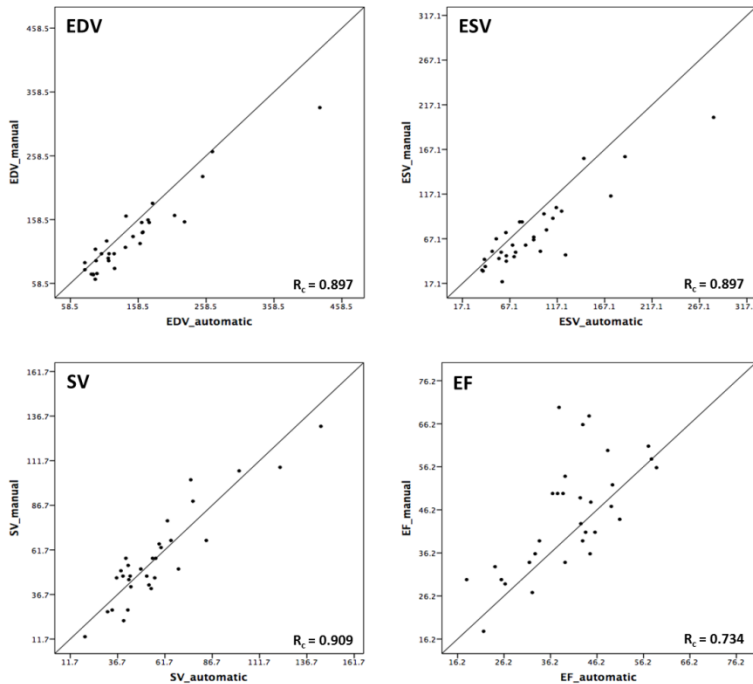 EDV
458.5
358.5
258.5
158.5
58.5
EDV_manual
58.5 158.5 258.5 358.5 458.5
EDV_automatic
Rc = 0.897
ESV
317.1
267.1
217.1
167.1
117.1
67.1
17.1
ESV_manual
17.1 67.1 117.1 167.1 217.1 267.1 317.1
ESV_automatic
Rc = 0.897
SV
161.7
136.7
111.7
86.7
61.7
36.7
11.7
SV_manual
11.7 36.7 61.7 86.7 111.7 136.7 161.7
SV_automatic
Rc = 0.909
EF
76.2
66.2
56.2
46.2
36.2
26.2
16.2
EF_manual
16.2 26.2 36.2 46.2 56.2 66.2 76.2
EF_automatic
Rc = 0.734